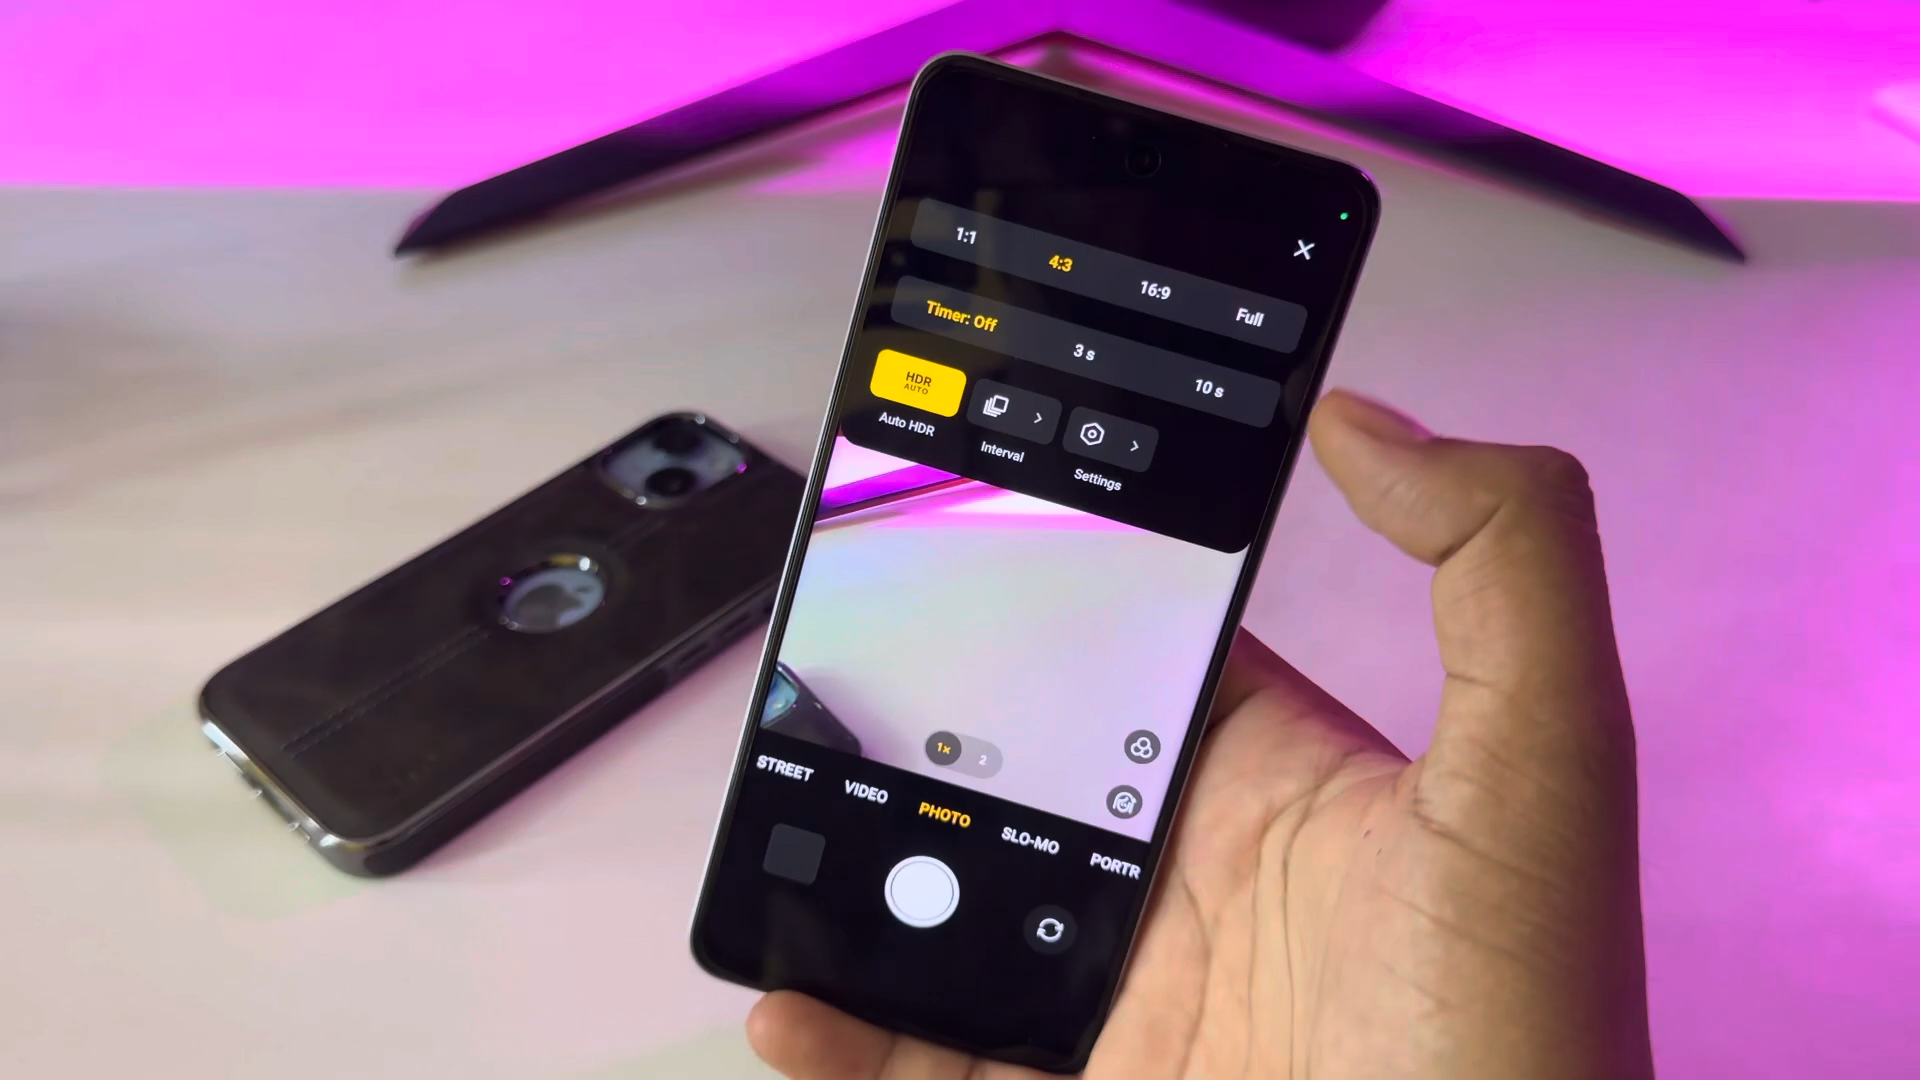 1:1 4:3 16:9 Full
Timer: Off 3 s 10 s
HDR
AUTO
Auto HDR Interval Settings
1× 2
STREET VIDEO PHOTO SLO-MO PORTR